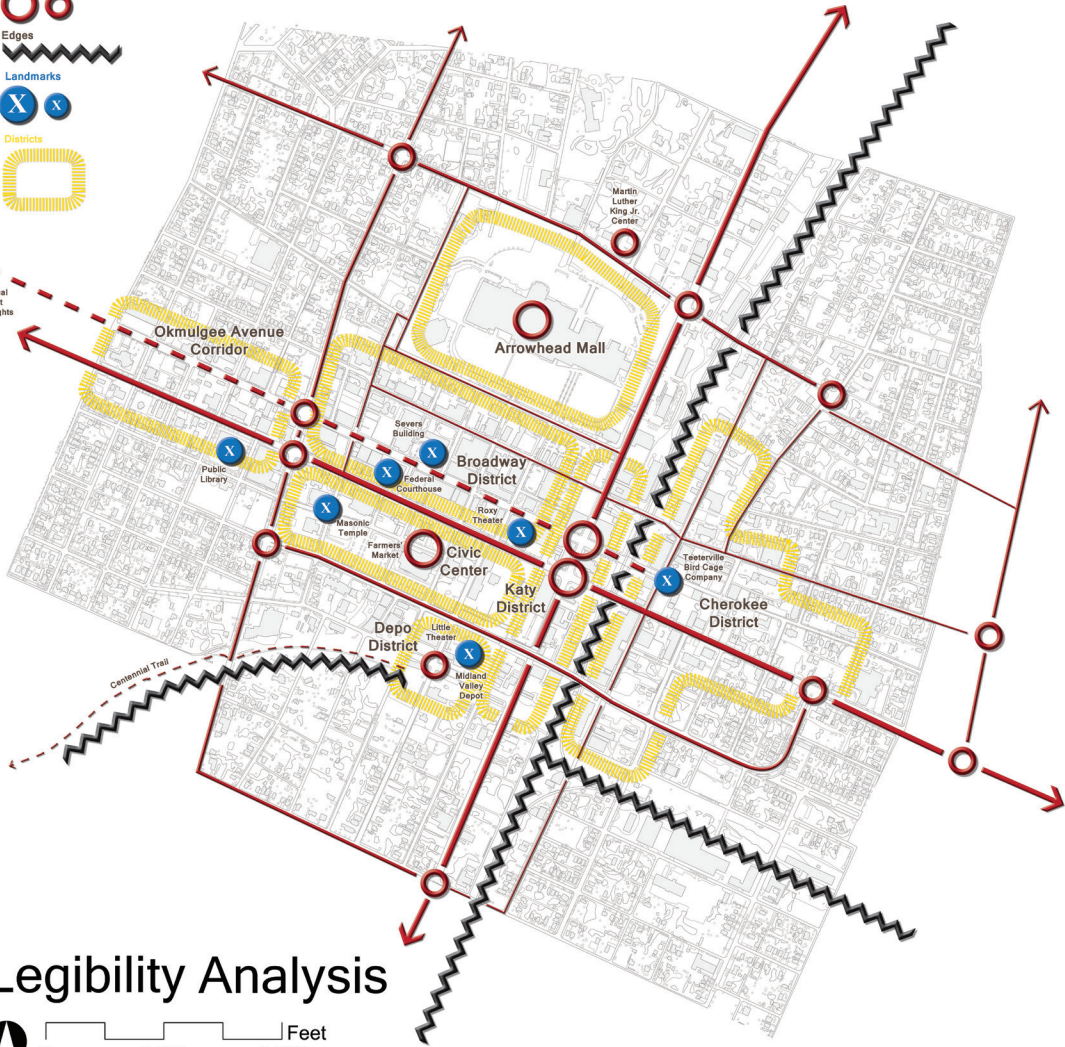 Edges
Landmarks
X
X
Districts
Martin
Luther
King Jr.
Center
Arrowhead Mall
Okmulgee Avenue
Corridor
Severs
Building
X
X
X
Public
Library
Federal
Courthouse
Broadway
District
Roxy
Theater
X
X
Masonic
Temple
Farmers'
Market
Civic
Center
Katy
District
X
Teeterville
Bird Cage
Company
Cherokee
District
Depo
District
Little
Theater
X
Midland
Valley
Depot
Centennial Trail
Legibility Analysis
Feet